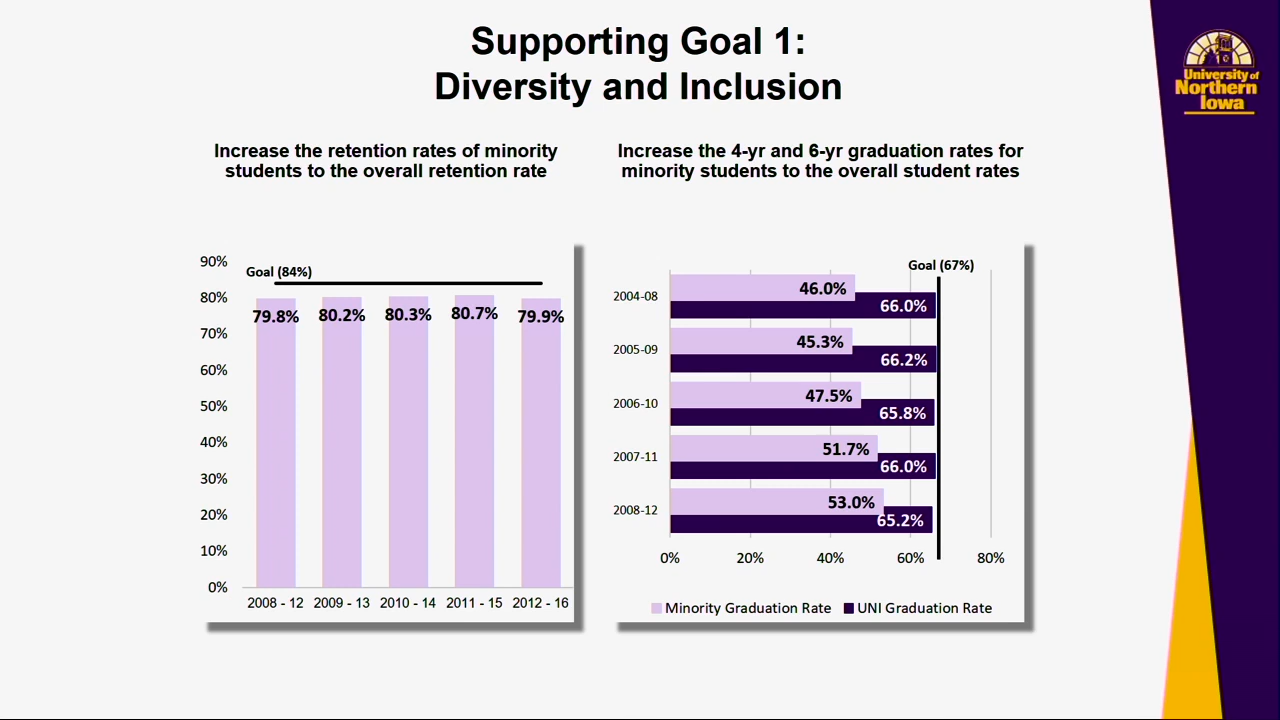 Supporting Goal 1:
Diversity and Inclusion
University of
Northern
Iowa
Increase the retention rates of minority
students to the overall retention rate
90%
80%
70%
60%
50%
40%
30%
20%
10%
0%
Goal (84%)
79.8%
80.2%
80.3%
80.7%
79.9%
2008 - 12
2009 - 13
2010 - 14
2011 - 15
2012 - 16
Increase the 4-yr and 6-yr graduation rates for
minority students to the overall student rates
Goal (67%)
2004-08
46.0%
66.0%
2005-09
45.3%
66.2%
2006-10
47.5%
65.8%
2007-11
51.7%
66.0%
2008-12
53.0%
65.2%
0%
20%
40%
60%
80%
Minority Graduation Rate
UNI Graduation Rate